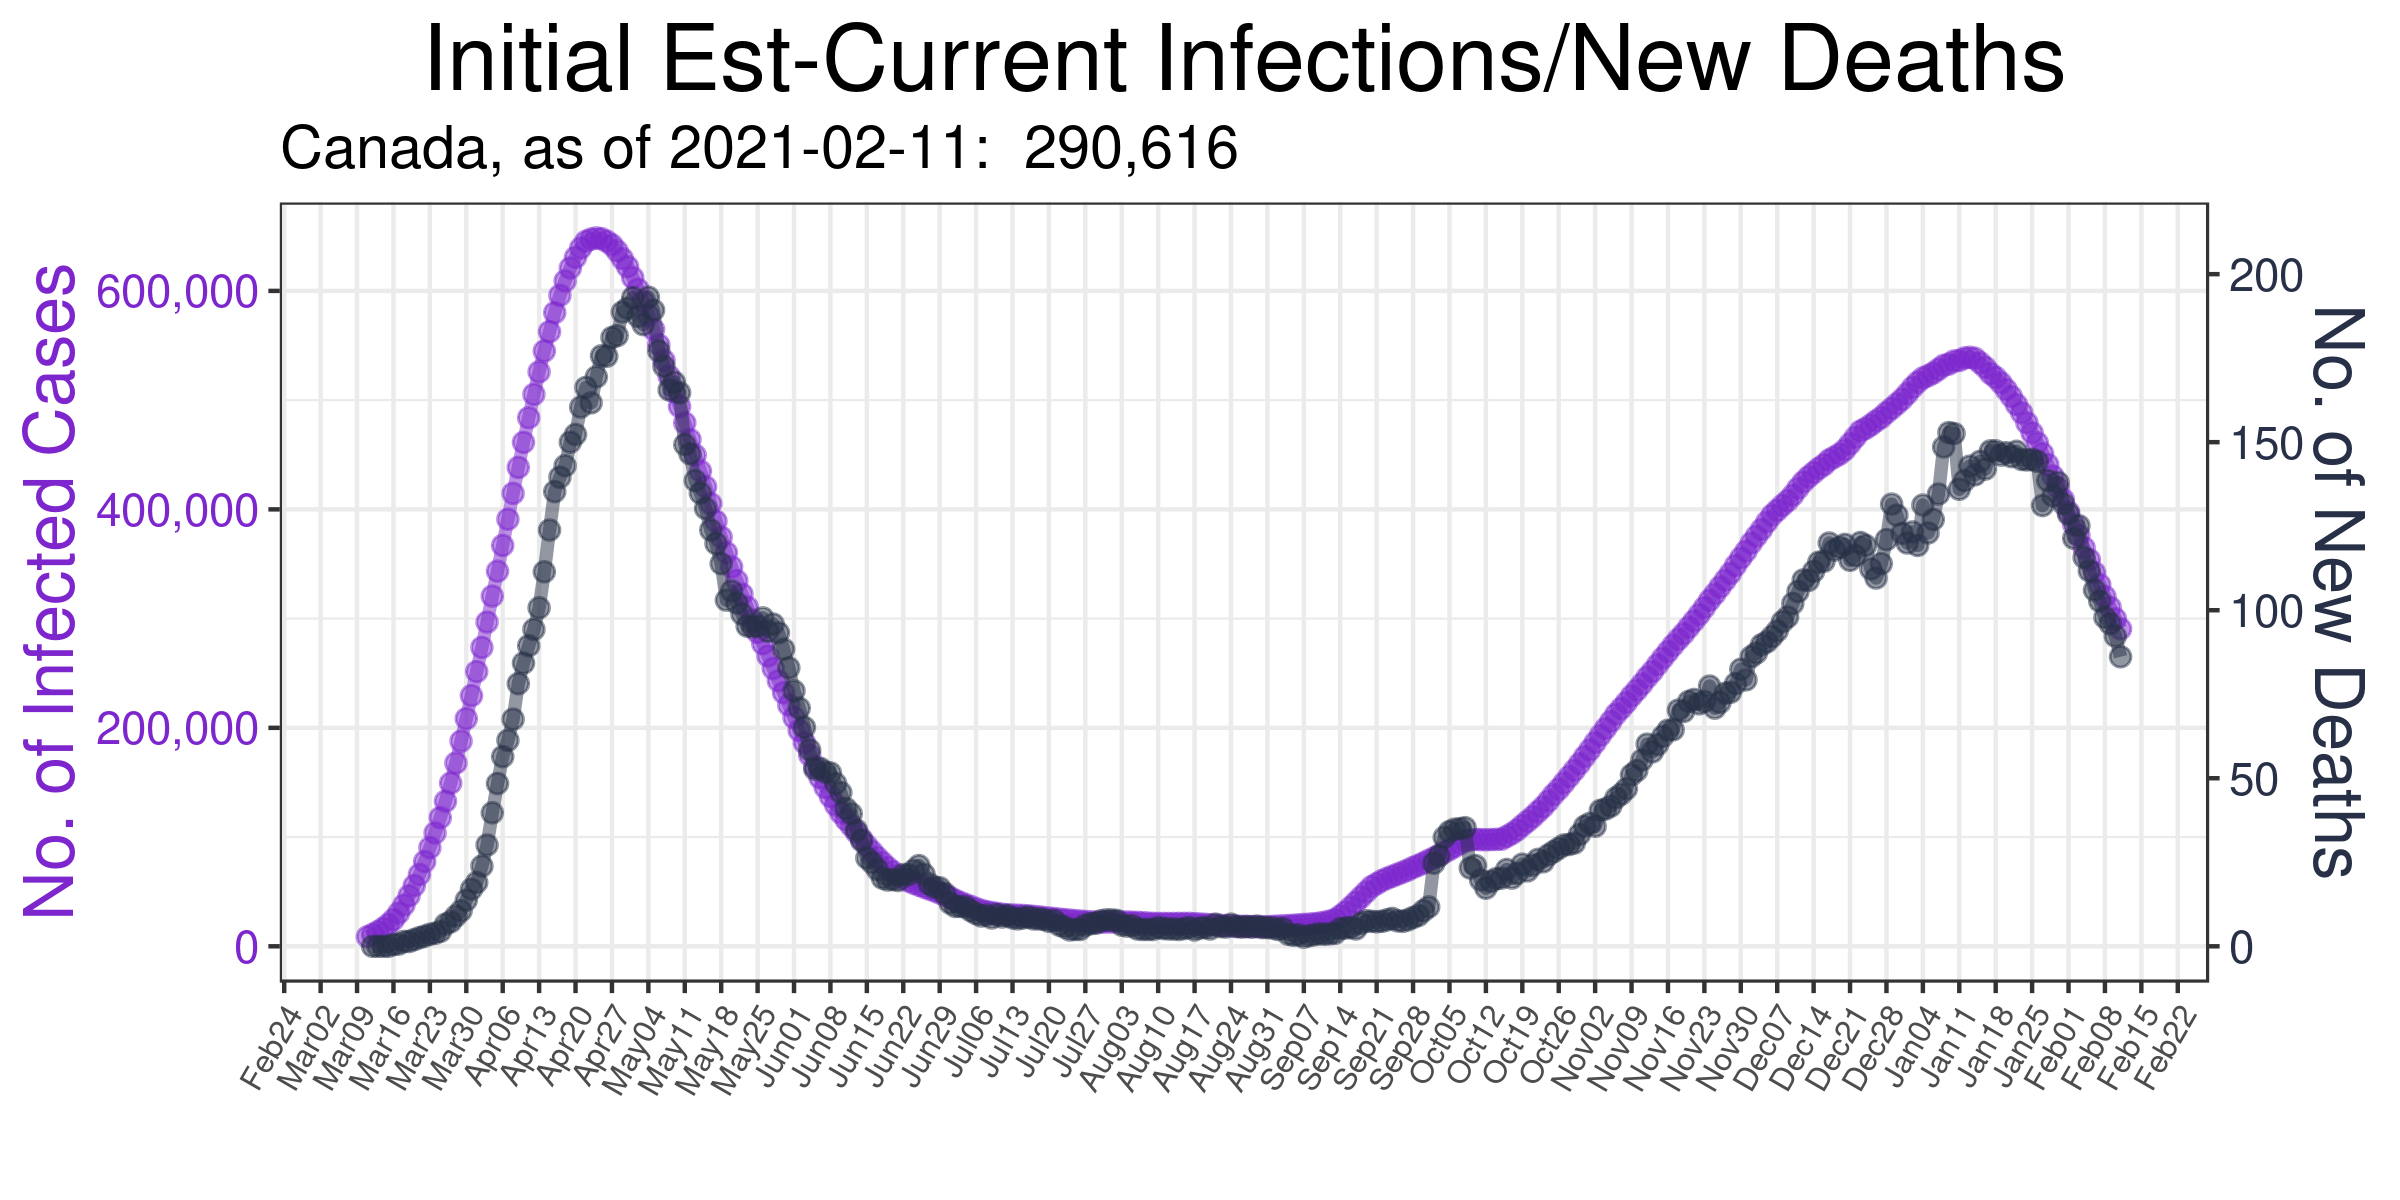 Initial Est-Current Infections/New Deaths
Canada, as of 2021-02-11:  290,616
No. of Infected Cases
600,000
400,000
200,000
0
200
150
100
50
0
No. of New Deaths
Feb24
Mar02
Mar09
Mar16
Mar23
Mar30
Apr06
Apr13
Apr20
Apr27
May04
May11
May18
May25
Jun01
Jun08
Jun15
Jun22
Jun29
Jul06
Jul13
Jul20
Jul27
Aug03
Aug10
Aug17
Aug24
Aug31
Sep07
Sep14
Sep21
Sep28
Oct05
Oct12
Oct19
Oct26
Nov02
Nov09
Nov16
Nov23
Nov30
Dec07
Dec14
Dec21
Dec28
Jan04
Jan11
Jan18
Jan25
Feb01
Feb08
Feb15
Feb22